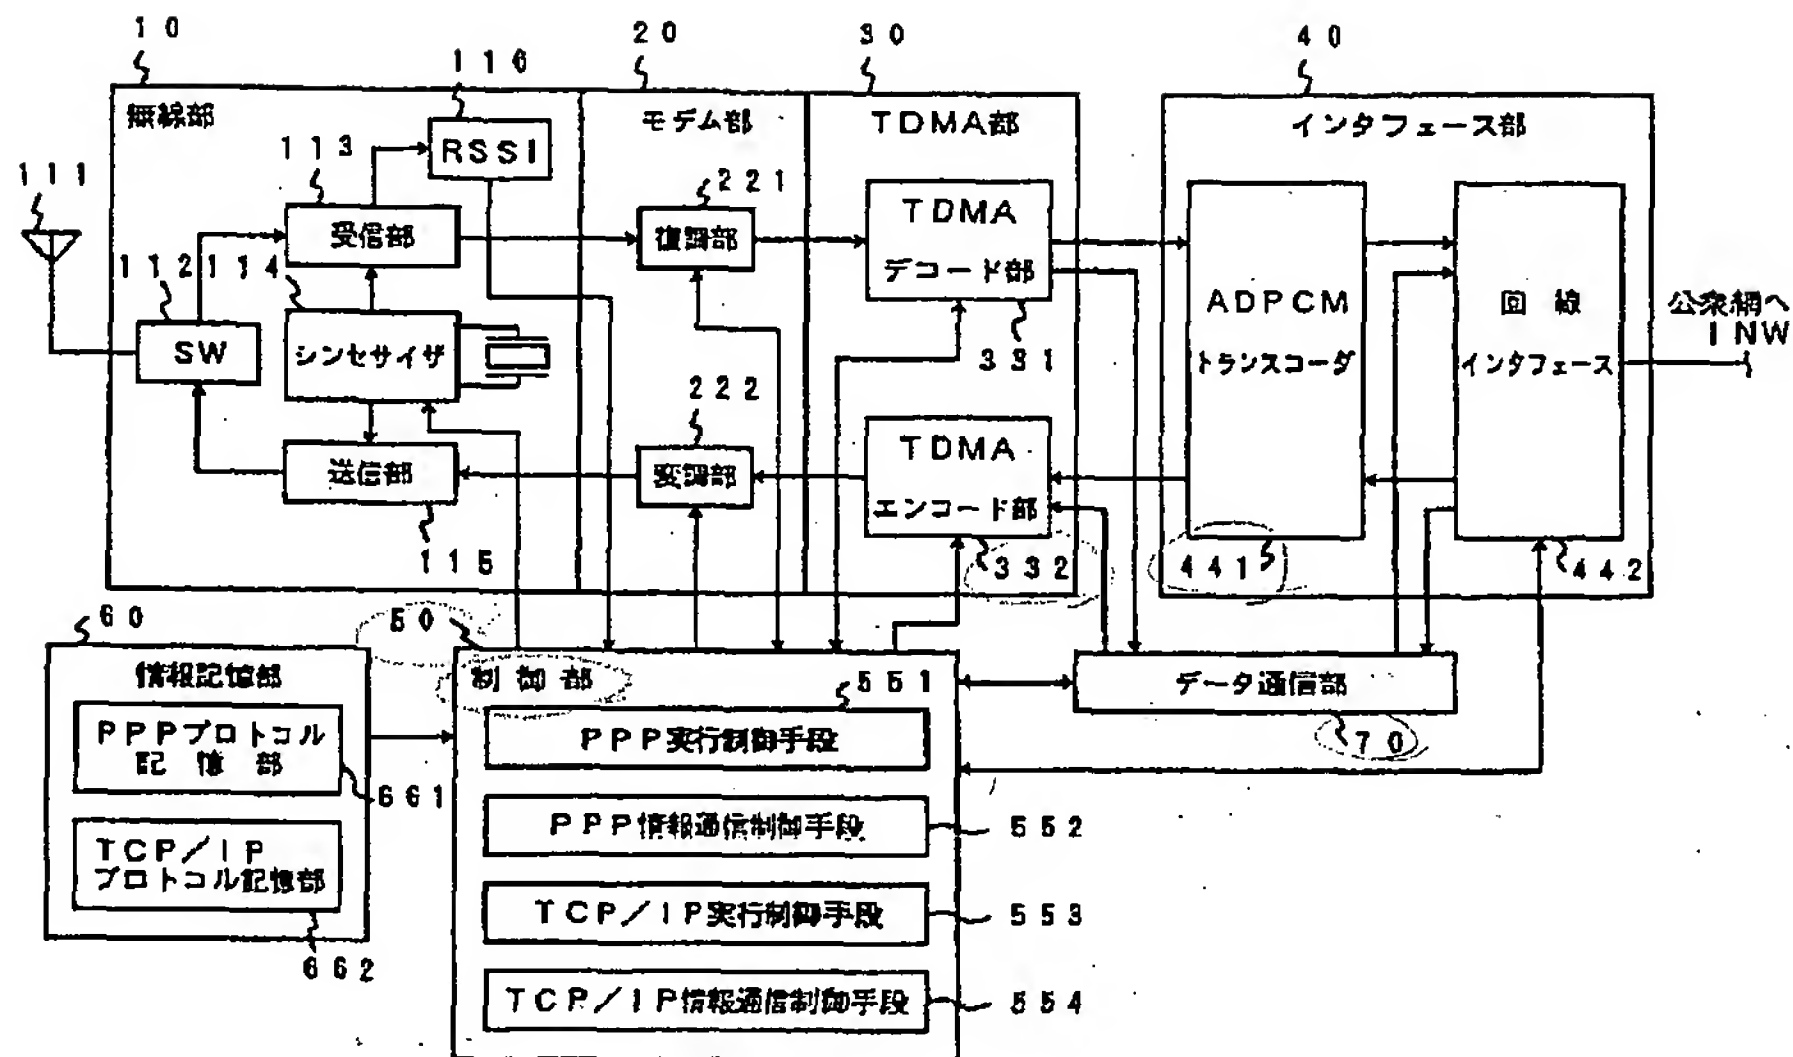 10
20
30
40
116
無線部
モデム部
TDMA部
インタフェース部
RSSI
113
111
221
受信部
復調部
TDMA
デコード部
112
114
ADPCM
トランスコーダ
回線
インタフェース
公衆網へ
INW
SW
シンセサイザ
331
222
送信部
変調部
TDMA
エンコード部
115
332
441
442
60
50
情報記憶部
制御部
551
データ通信部
70
PPPプロトコル
記憶部
PPP実行制御手段
661
PPP情報通信制御手段
552
TCP/IP
プロトコル記憶部
TCP/IP実行制御手段
553
662
TCP/IP情報通信制御手段
554